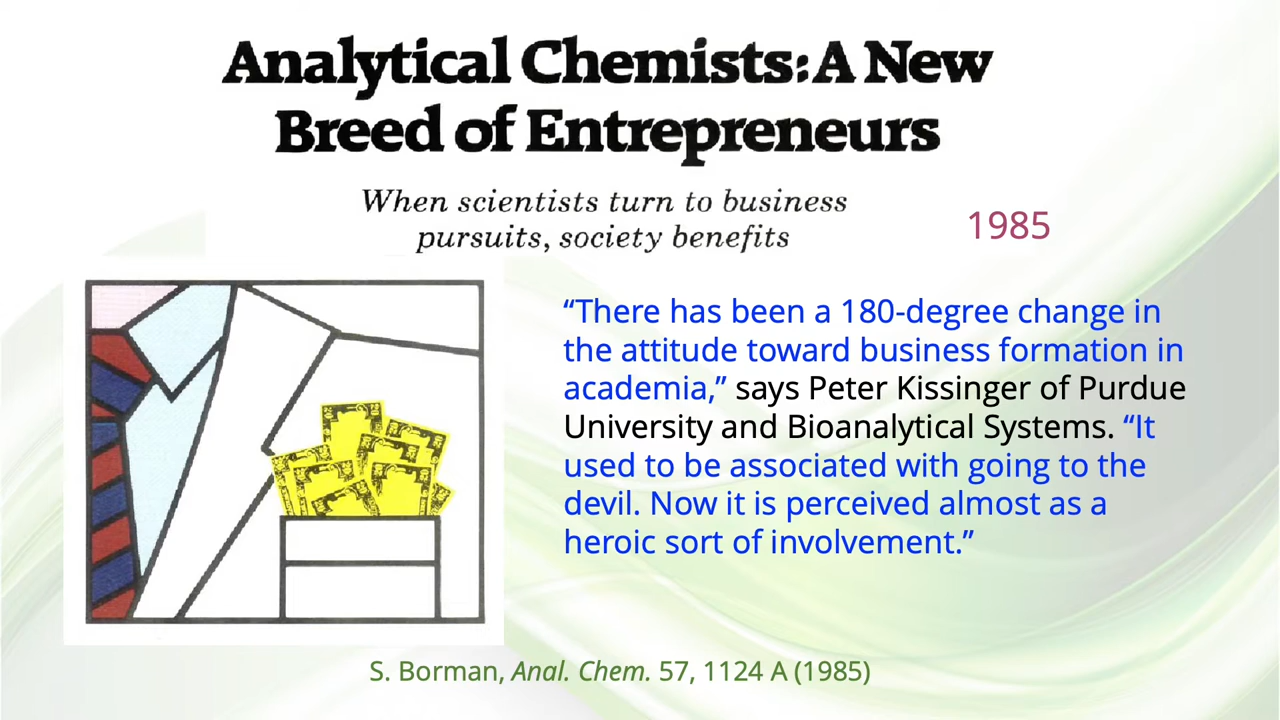 Analytical Chemists: A New
Breed of Entrepreneurs
When scientists turn to business
pursuits, society benefits
1985
“There has been a 180-degree change in
the attitude toward business formation in
academia,” says Peter Kissinger of Purdue
University and Bioanalytical Systems. “It
used to be associated with going to the
devil. Now it is perceived almost as a
heroic sort of involvement.”
S. Borman, Anal. Chem. 57, 1124 A (1985)